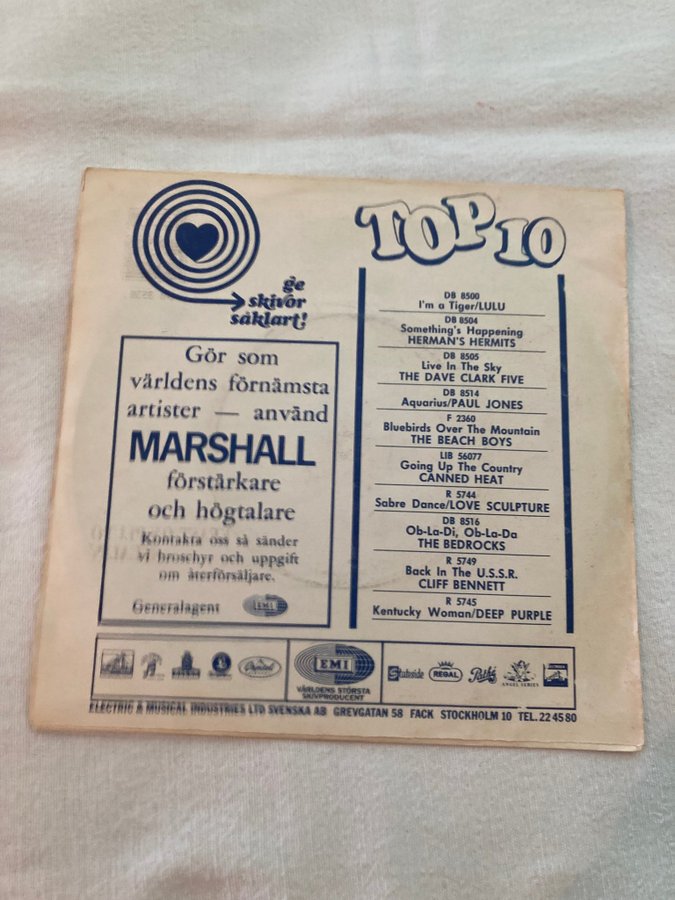 ge
skivor
såklart!
Gör som
världens förnämsta
artister — använd
MARSHALL
förstärkare
och högtalare
Kontakta oss så sänder
vi broschyr och uppgift
om återförsäljare.
Generalagent EMI
TOP 10
DB 8500
I'm a Tiger/LULU
DB 8504
Something's Happening
HERMAN'S HERMITS
DB 8505
Live In The Sky
THE DAVE CLARK FIVE
DB 8514
Aquarius/PAUL JONES
F 2360
Bluebirds Over The Mountain
THE BEACH BOYS
LIB 56077
Going Up The Country
CANNED HEAT
R 5744
Sabre Dance/LOVE SCULPTURE
DB 8516
Ob-La-Di, Ob-La-Da
THE BEDROCKS
R 5749
Back In The U.S.S.R.
CLIFF BENNETT
R 5745
Kentucky Woman/DEEP PURPLE
Capitol
EMI
VÄRLDENS STÖRSTA
SKIVPRODUCENT
Stateside REGAL Pathé ANGEL SERIES
ELECTRIC & MUSICAL INDUSTRIES LTD SVENSKA AB GREVGATAN 58 FACK STOCKHOLM 10 TEL. 22 45 80